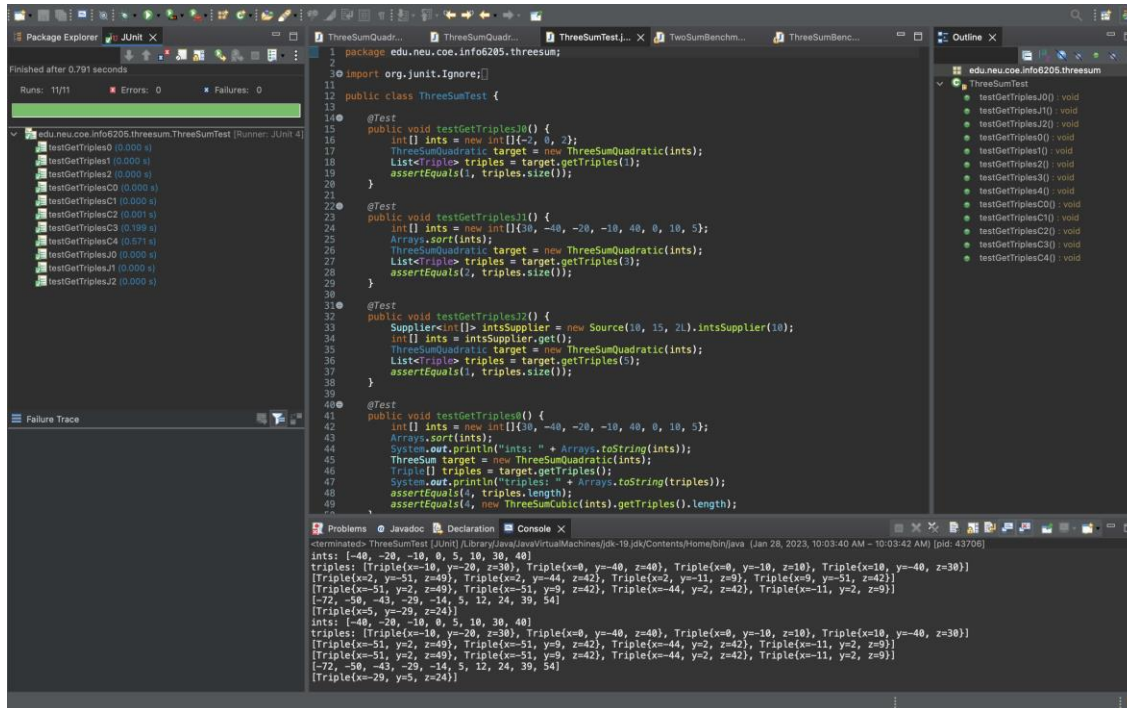 Package Explorer
JUnit
Finished after 0.791 seconds
Runs: 11/11
Errors: 0
Failures: 0
edu.neu.coe.info6205.threesum.ThreeSumTest [Runner: JUnit 4]
testGetTriples0 (0.000 s)
testGetTriples1 (0.000 s)
testGetTriples2 (0.000 s)
testGetTriplesC0 (0.000 s)
testGetTriplesC1 (0.000 s)
testGetTriplesC2 (0.001 s)
testGetTriplesC3 (0.199 s)
testGetTriplesC4 (0.571 s)
testGetTriplesJ0 (0.000 s)
testGetTriplesJ1 (0.000 s)
testGetTriplesJ2 (0.000 s)
Failure Trace
ThreeSumQuadr...
ThreeSumQuadr...
ThreeSumTest.j...
TwoSumBenchm...
ThreeSumBenc...
1 package edu.neu.coe.info6205.threesum;
2
3 import org.junit.Ignore;
11
12 public class ThreeSumTest {
13
14 @Test
15 public void testGetTriplesJ0() {
16 int[] ints = new int[]{-2, 0, 2};
17 ThreeSumQuadratic target = new ThreeSumQuadratic(ints);
18 List<Triple> triples = target.getTriples(1);
19 assertEquals(1, triples.size());
20 }
21
22 @Test
23 public void testGetTriplesJ1() {
24 int[] ints = new int[]{30, -40, -20, -10, 40, 0, 10, 5};
25 Arrays.sort(ints);
26 ThreeSumQuadratic target = new ThreeSumQuadratic(ints);
27 List<Triple> triples = target.getTriples(3);
28 assertEquals(2, triples.size());
29 }
30
31 @Test
32 public void testGetTriplesJ2() {
33 Supplier<int[]> intsSupplier = new Source(10, 15, 2L).intsSupplier(10);
34 int[] ints = intsSupplier.get();
35 ThreeSumQuadratic target = new ThreeSumQuadratic(ints);
36 List<Triple> triples = target.getTriples(5);
37 assertEquals(1, triples.size());
38 }
39
40 @Test
41 public void testGetTriples0() {
42 int[] ints = new int[]{30, -40, -20, -10, 40, 0, 10, 5};
43 Arrays.sort(ints);
44 System.out.println("ints: " + Arrays.toString(ints));
45 ThreeSum target = new ThreeSumQuadratic(ints);
46 Triple[] triples = target.getTriples();
47 System.out.println("triples: " + Arrays.toString(triples));
48 assertEquals(4, triples.length);
49 assertEquals(4, new ThreeSumCubic(ints).getTriples().length);
Outline
edu.neu.coe.info6205.threesum
ThreeSumTest
testGetTriplesJ0() : void
testGetTriplesJ1() : void
testGetTriplesJ2() : void
testGetTriples0() : void
testGetTriples1() : void
testGetTriples2() : void
testGetTriples3() : void
testGetTriples4() : void
testGetTriplesC0() : void
testGetTriplesC1() : void
testGetTriplesC2() : void
testGetTriplesC3() : void
testGetTriplesC4() : void
Problems
Javadoc
Declaration
Console
<terminated> ThreeSumTest [JUnit] /Library/Java/JavaVirtualMachines/jdk-19.jdk/Contents/Home/bin/java (Jan 28, 2023, 10:03:40 AM – 10:03:42 AM) [pid: 43706]
ints: [-40, -20, -10, 0, 5, 10, 30, 40]
triples: [Triple{x=-10, y=-20, z=30}, Triple{x=0, y=-40, z=40}, Triple{x=0, y=-10, z=10}, Triple{x=10, y=-40, z=30}]
[Triple{x=2, y=-51, z=49}, Triple{x=2, y=-44, z=42}, Triple{x=2, y=-11, z=9}, Triple{x=9, y=-51, z=42}]
[Triple{x=-51, y=2, z=49}, Triple{x=-51, y=9, z=42}, Triple{x=-44, y=2, z=42}, Triple{x=-11, y=2, z=9}]
[-72, -50, -43, -29, -14, 5, 12, 24, 39, 54]
[Triple{x=5, y=-29, z=24}]
ints: [-40, -20, -10, 0, 5, 10, 30, 40]
triples: [Triple{x=-10, y=-20, z=30}, Triple{x=0, y=-40, z=40}, Triple{x=0, y=-10, z=10}, Triple{x=10, y=-40, z=30}]
[Triple{x=-51, y=2, z=49}, Triple{x=-51, y=9, z=42}, Triple{x=-44, y=2, z=42}, Triple{x=-11, y=2, z=9}]
[Triple{x=-51, y=2, z=49}, Triple{x=-51, y=9, z=42}, Triple{x=-44, y=2, z=42}, Triple{x=-11, y=2, z=9}]
[-72, -50, -43, -29, -14, 5, 12, 24, 39, 54]
[Triple{x=-29, y=5, z=24}]